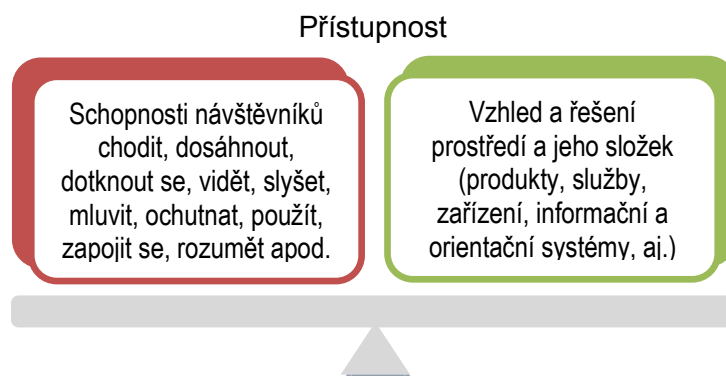 Přístupnost
Schopnosti návštěvníků
chodit, dosáhnout,
dotknout se, vidět, slyšet,
mluvit, ochutnat, použít,
zapojit se, rozumět apod.
Vzhled a řešení
prostředí a jeho složek
(produkty, služby,
zařízení, informační a
orientační systémy, aj.)